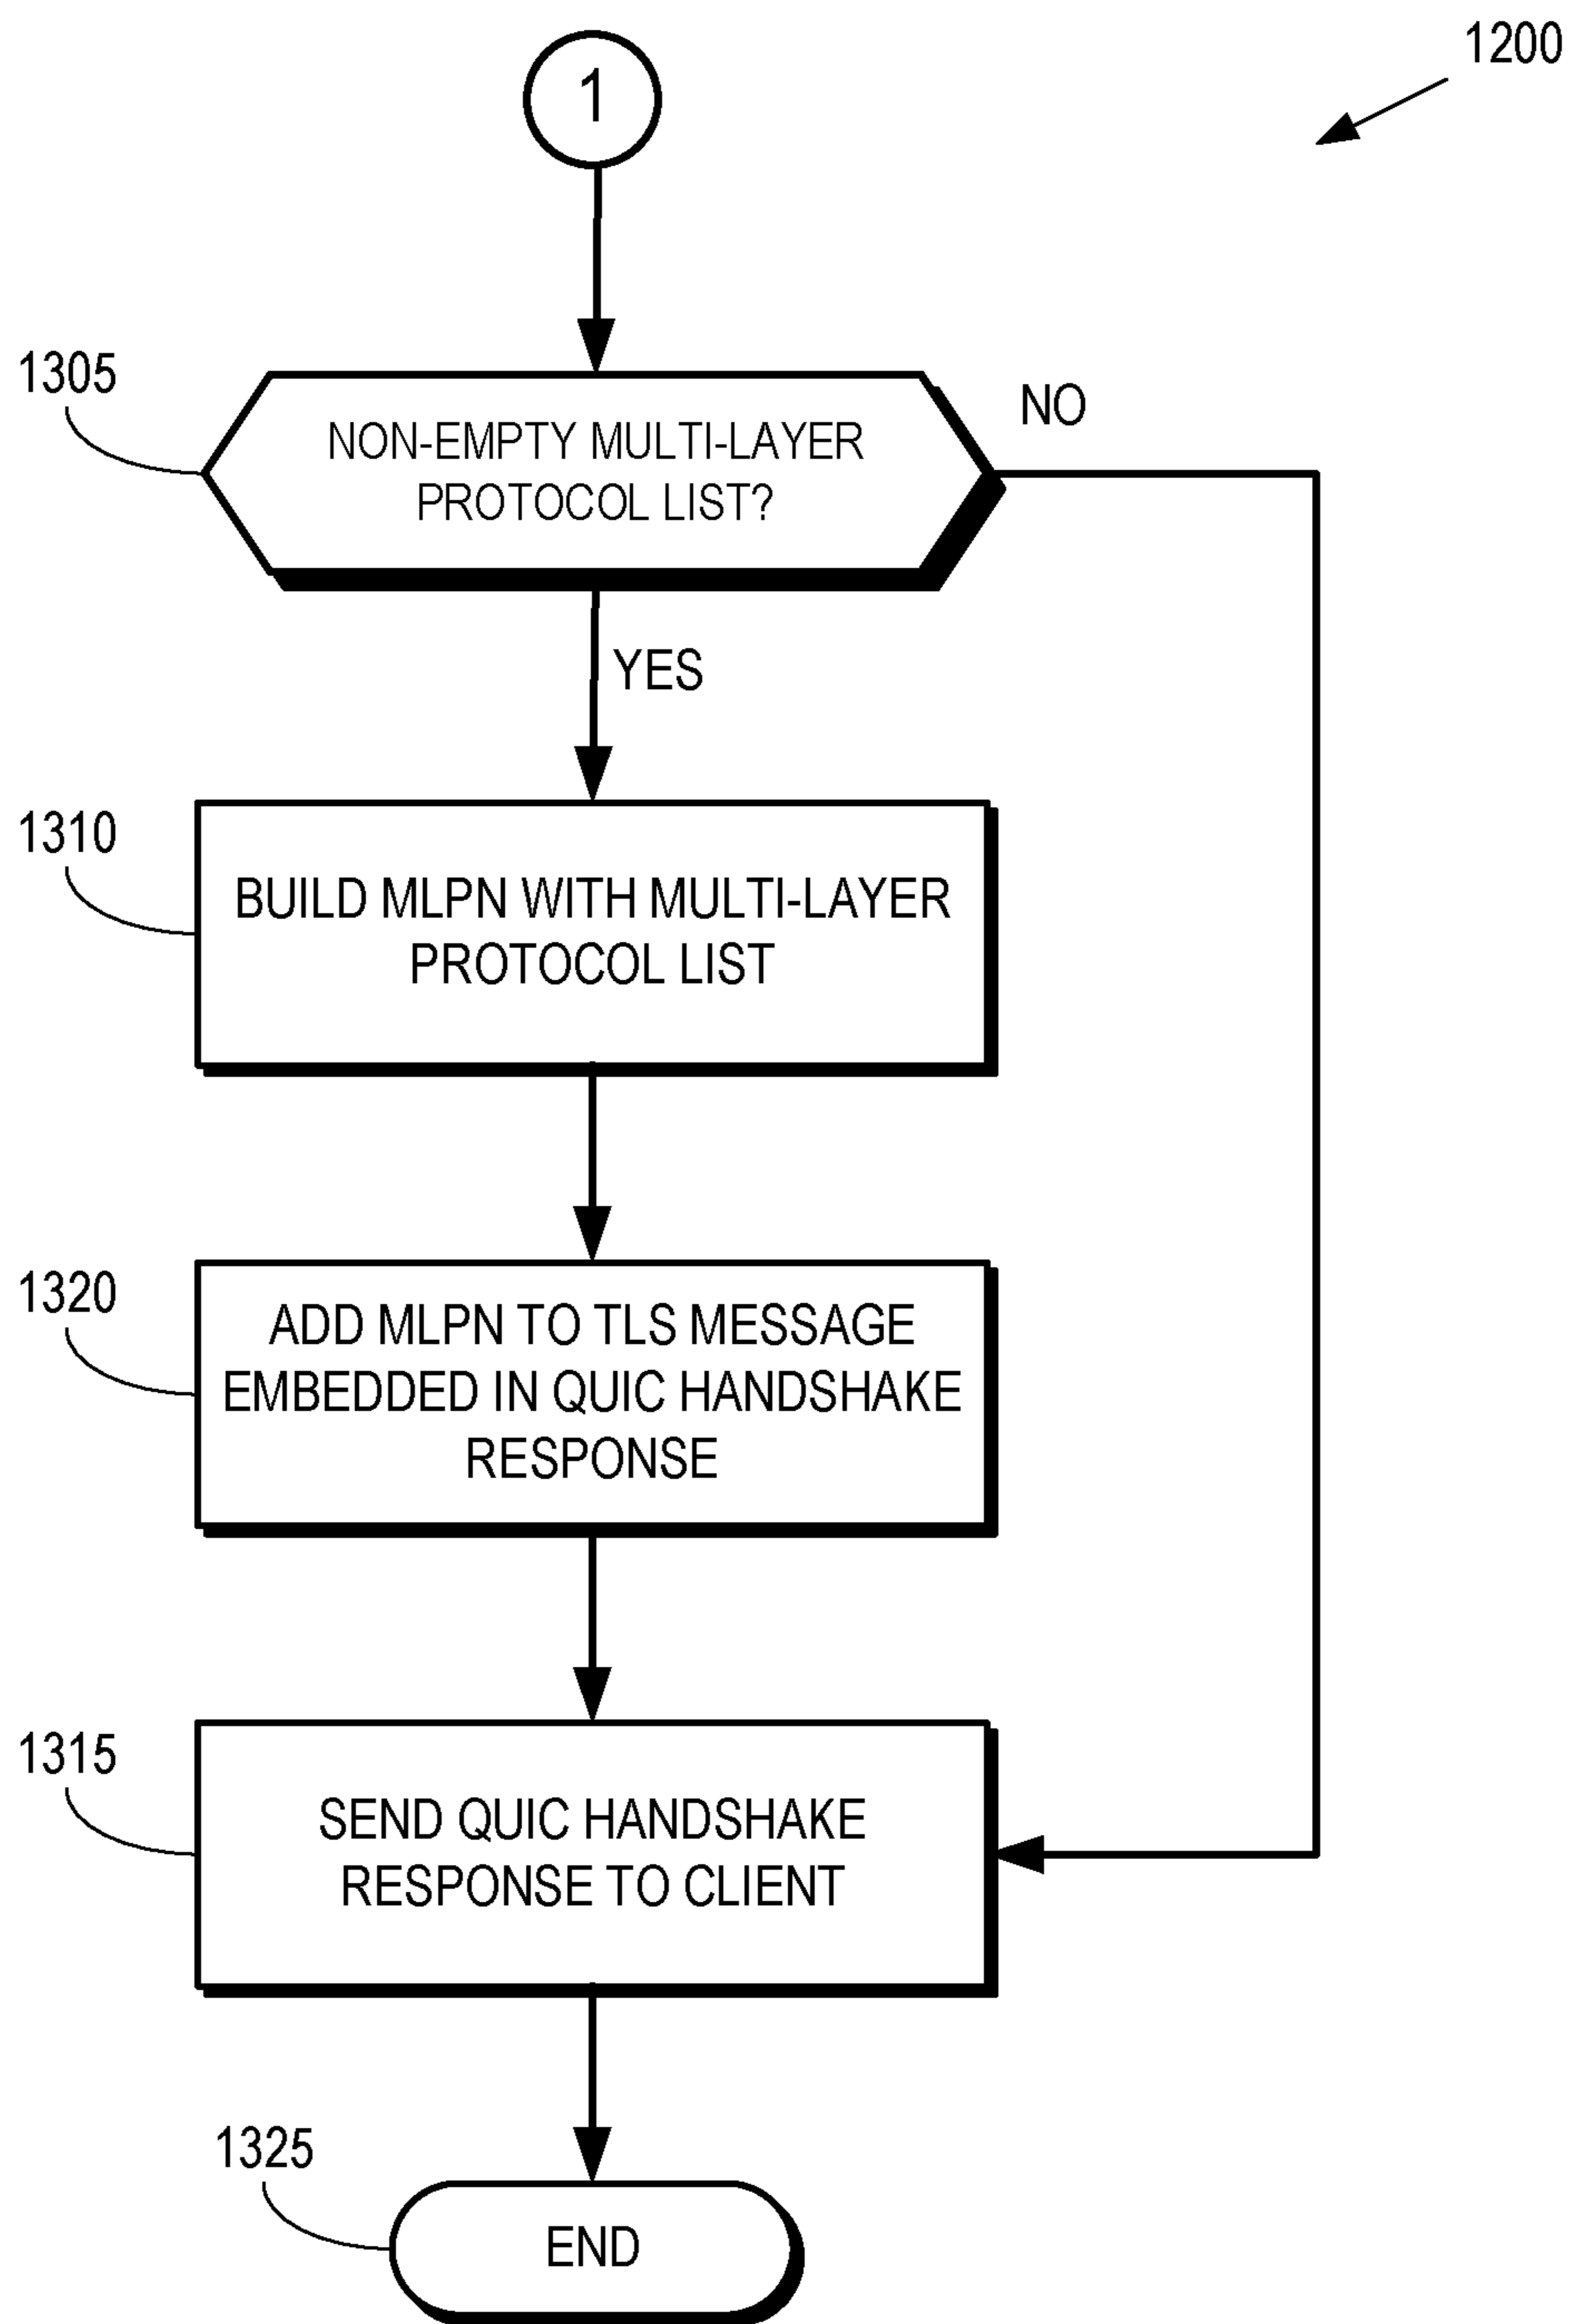 1200
1
1305
NON-EMPTY MULTI-LAYER
PROTOCOL LIST?
NO
YES
1310
BUILD MLPN WITH MULTI-LAYER
PROTOCOL LIST
1320
ADD MLPN TO TLS MESSAGE
EMBEDDED IN QUIC HANDSHAKE
RESPONSE
1315
SEND QUIC HANDSHAKE
RESPONSE TO CLIENT
1325
END